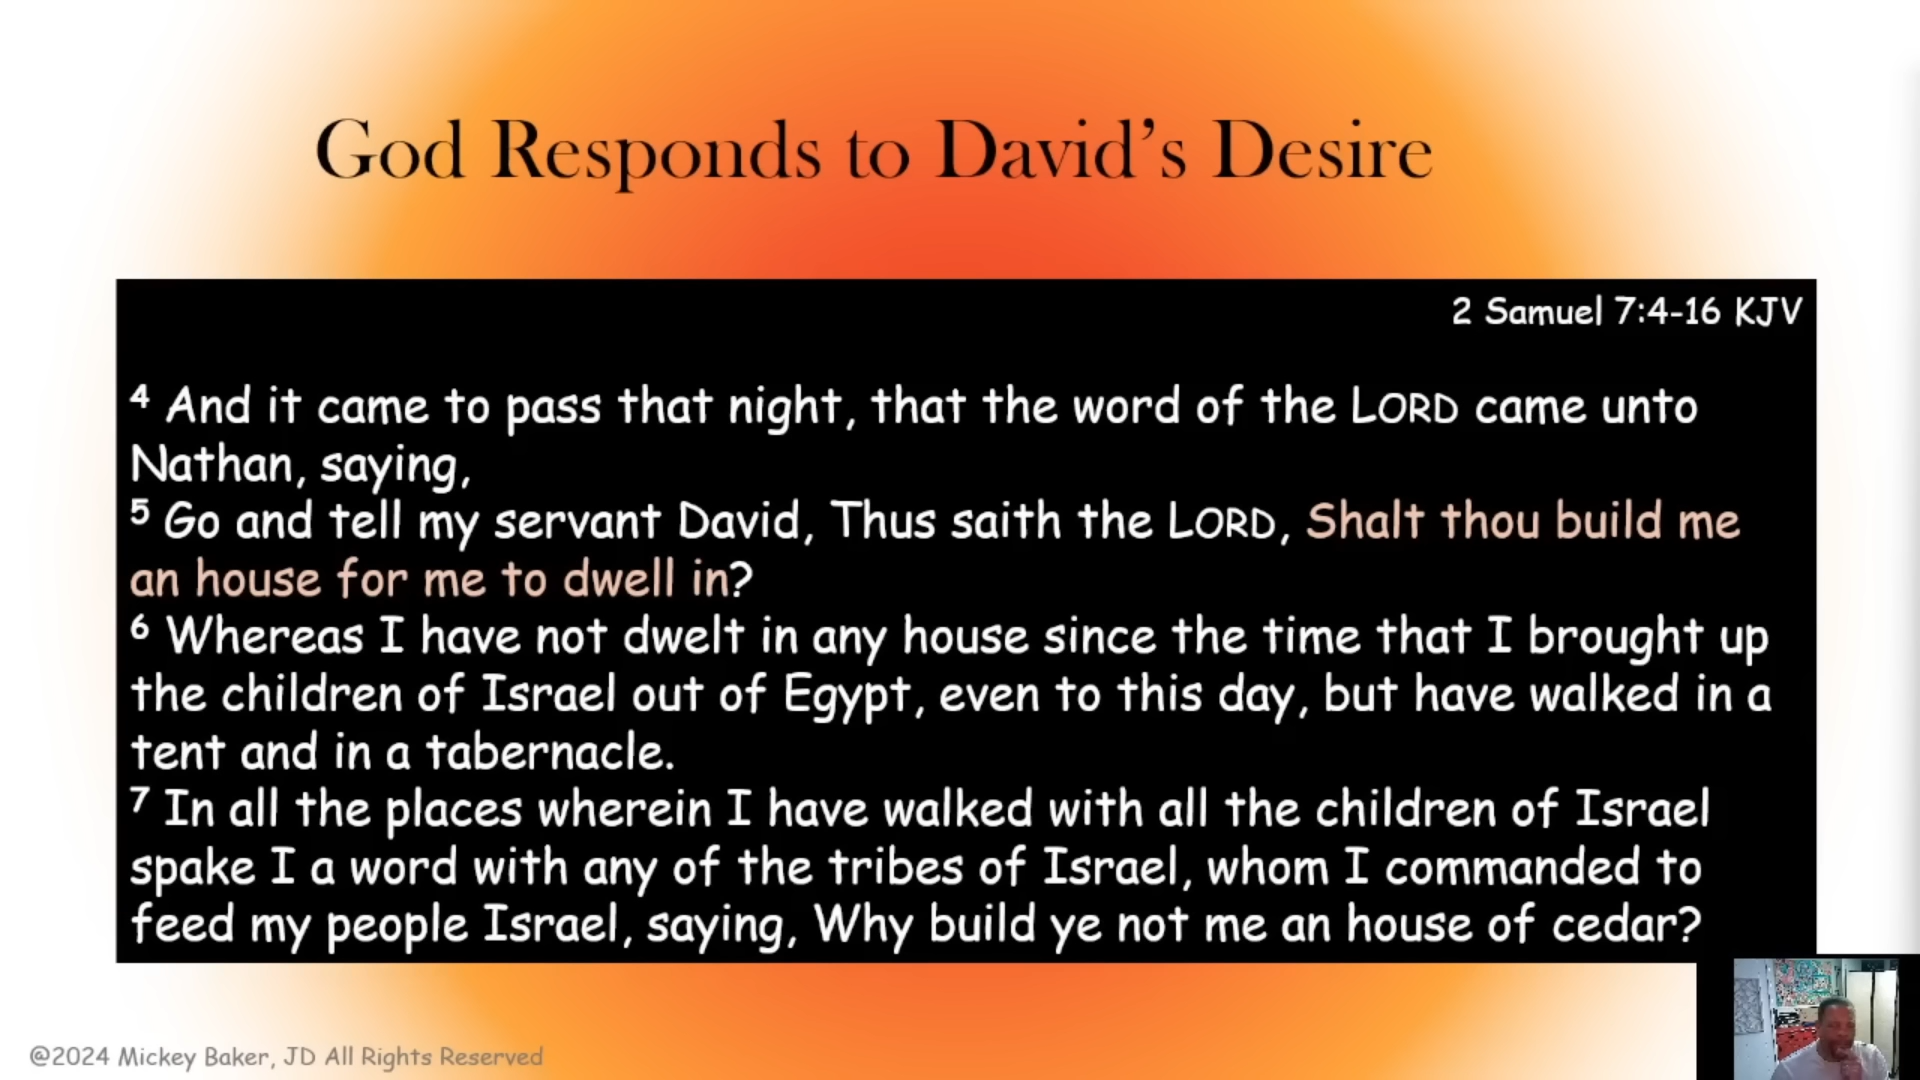 God Responds to David’s Desire
2 Samuel 7:4-16 KJV
4 And it came to pass that night, that the word of the LORD came unto
Nathan, saying,
5 Go and tell my servant David, Thus saith the LORD, Shalt thou build me
an house for me to dwell in?
6 Whereas I have not dwelt in any house since the time that I brought up
the children of Israel out of Egypt, even to this day, but have walked in a
tent and in a tabernacle.
7 In all the places wherein I have walked with all the children of Israel
spake I a word with any of the tribes of Israel, whom I commanded to
feed my people Israel, saying, Why build ye not me an house of cedar?
@2024 Mickey Baker, JD All Rights Reserved